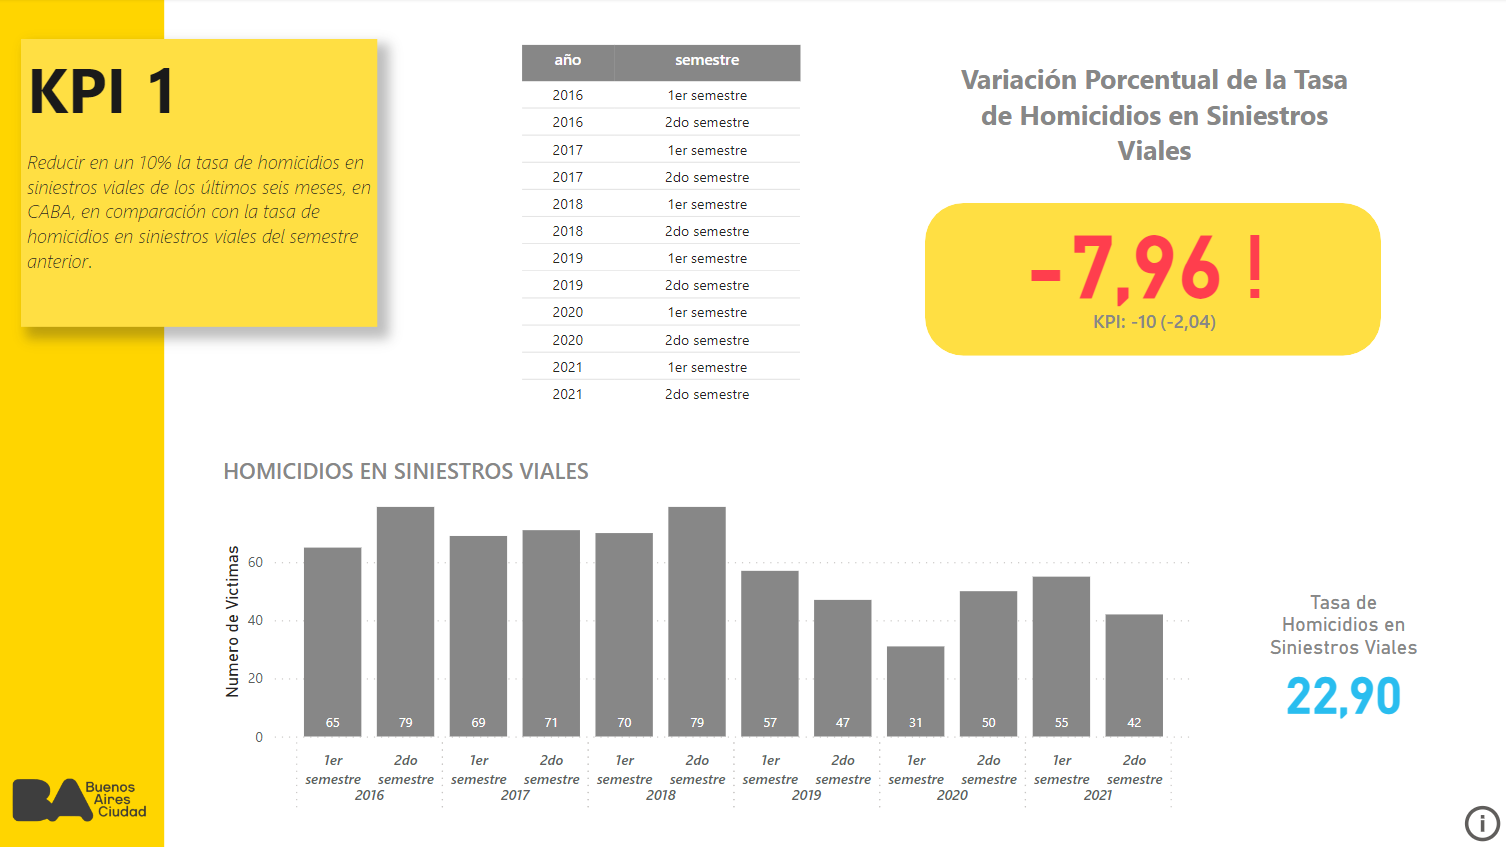 KPI 1
Reducir en un 10% la tasa de homicidios en
siniestros viales de los últimos seis meses, en
CABA, en comparación con la tasa de
homicidios en siniestros viales del semestre
anterior.
año semestre
2016 1er semestre
2016 2do semestre
2017 1er semestre
2017 2do semestre
2018 1er semestre
2018 2do semestre
2019 1er semestre
2019 2do semestre
2020 1er semestre
2020 2do semestre
2021 1er semestre
2021 2do semestre
Variación Porcentual de la Tasa
de Homicidios en Siniestros
Viales
-7,96 !
KPI: -10 (-2,04)
HOMICIDIOS EN SINIESTROS VIALES
Numero de Victimas
60
40
20
0
65 79 69 71 70 79 57 47 31 50 55 42
1er 2do 1er 2do 1er 2do 1er 2do 1er 2do 1er 2do
semestre semestre semestre semestre semestre semestre semestre semestre semestre semestre semestre semestre
2016 2017 2018 2019 2020 2021
Tasa de
Homicidios en
Siniestros Viales
22,90
BA
Buenos
Aires
Ciudad
i